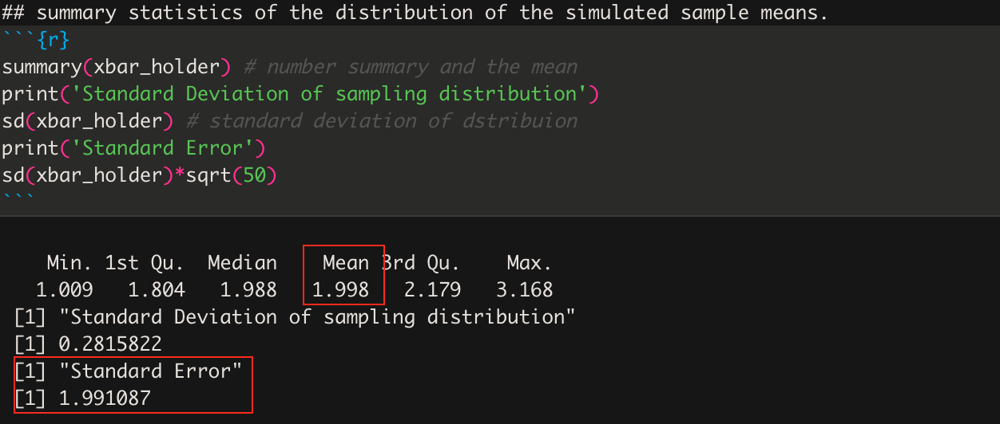 ## summary statistics of the distribution of the simulated sample means.
```{r}
summary(xbar_holder) # number summary and the mean
print('Standard Deviation of sampling distribution')
sd(xbar_holder) # standard deviation of dstribuion
print('Standard Error')
sd(xbar_holder)*sqrt(50)
```
Min. 1st Qu. Median Mean 3rd Qu. Max.
1.009 1.804 1.988 1.998 2.179 3.168
[1] "Standard Deviation of sampling distribution"
[1] 0.2815822
[1] "Standard Error"
[1] 1.991087